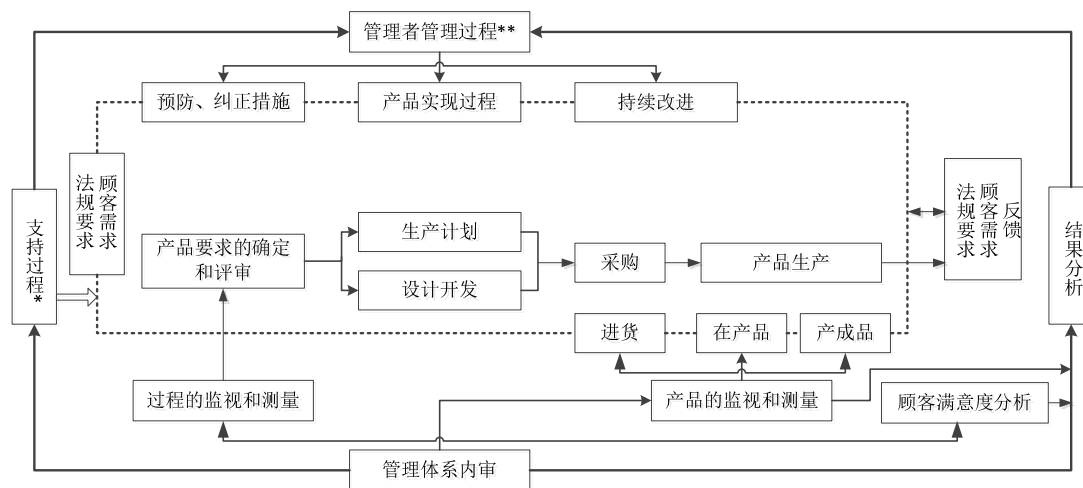 管理者管理过程**
预防、纠正措施
产品实现过程
持续改进
顾客需求
法规要求
反馈
顾客需求
法规要求
支持过程*
结果分析
产品要求的确定
和评审
生产计划
设计开发
采购
产品生产
进货
在产品
产成品
过程的监视和测量
产品的监视和测量
顾客满意度分析
管理体系内审